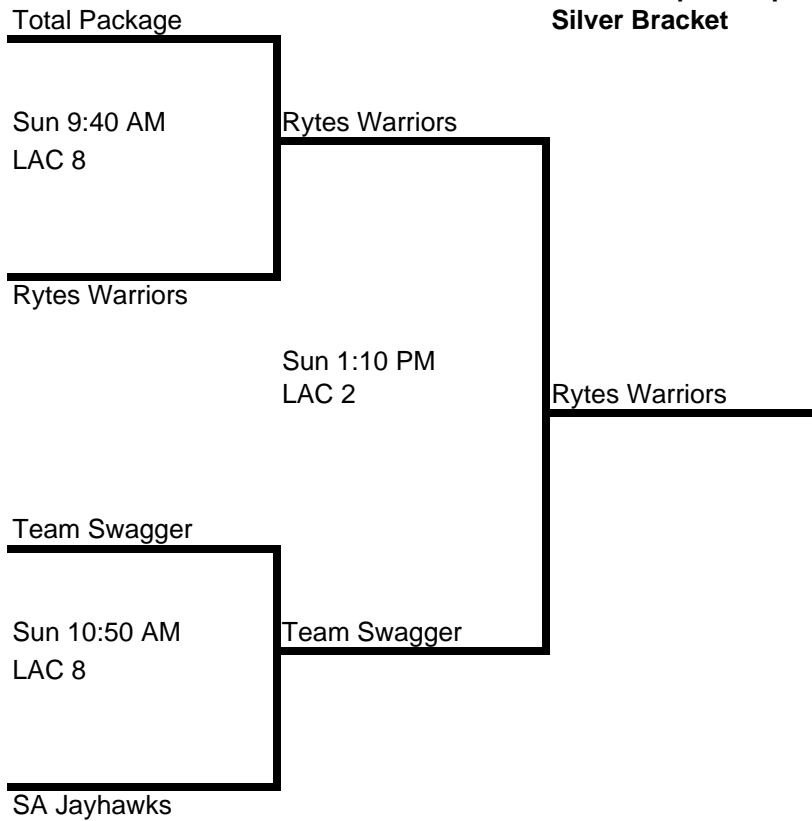 Total Package
Silver Bracket
Sun 9:40 AM
LAC 8
Rytes Warriors
Rytes Warriors
Sun 1:10 PM
LAC 2
Rytes Warriors
Team Swagger
Sun 10:50 AM
LAC 8
Team Swagger
SA Jayhawks